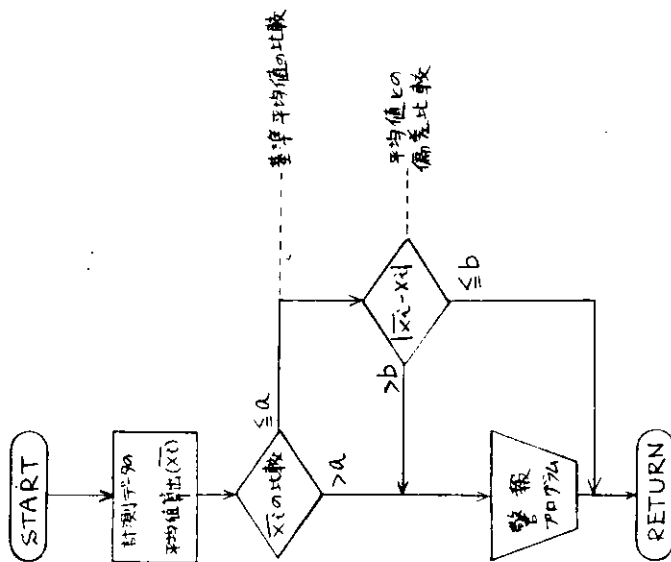 START
計測データの
平均値算出(x̄i)
x̄iの比較
≦a
>a
基準平均値の比較
|x̄i-xi|
>b
≦b
平均値との
偏差比較
警報
プログラム
RETURN